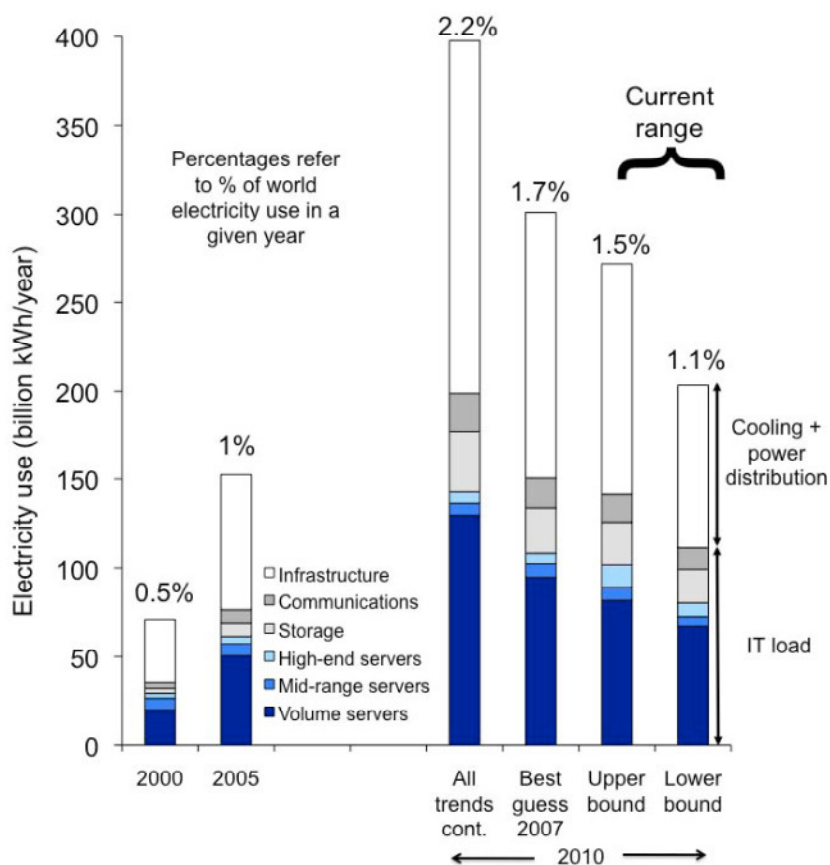 Electricity use (billion kWh/year)
400
350
300
250
200
150
100
50
0
Percentages refer
to % of world
electricity use in a
given year
0.5%
1%
2.2%
1.7%
1.5%
1.1%
Current
range
Infrastructure
Communications
Storage
High-end servers
Mid-range servers
Volume servers
Cooling +
power
distribution
IT load
2000
2005
All
trends
cont.
Best
guess
2007
Upper
bound
Lower
bound
2010